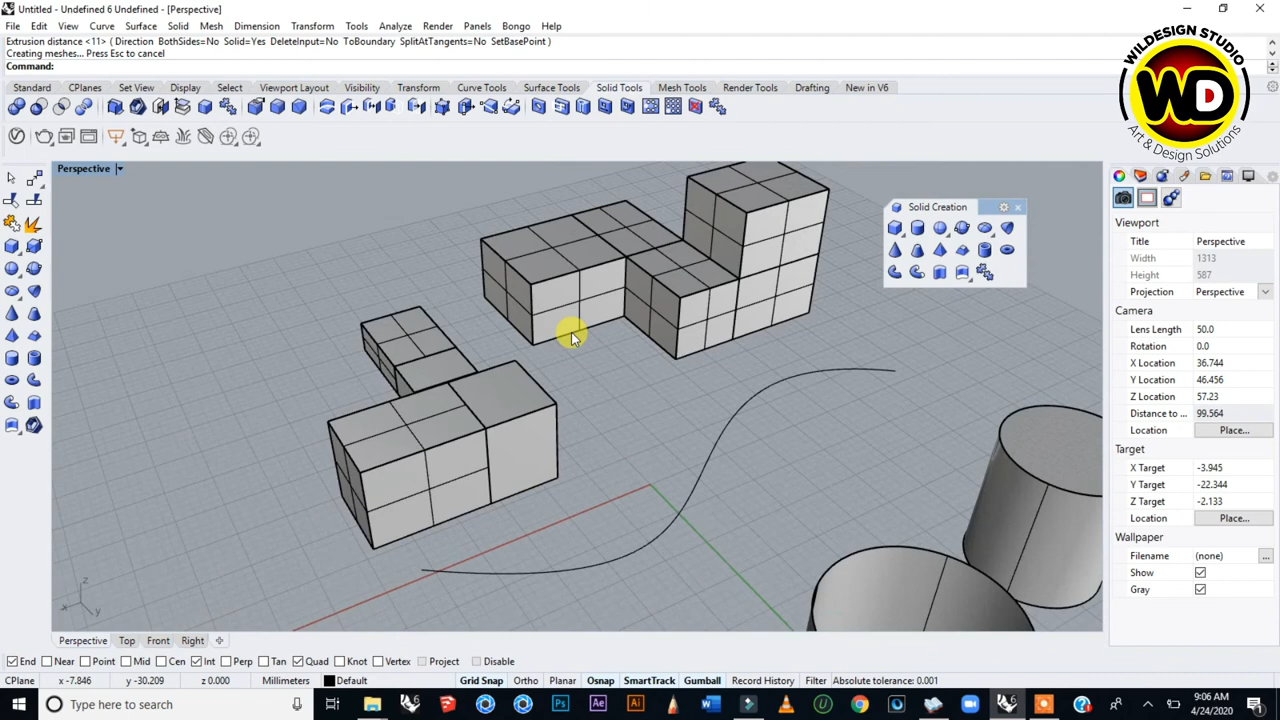 Untitled - Undefined 6 Undefined - [Perspective]
File Edit View Curve Surface Solid Mesh Dimension Transform Tools Analyze Render Panels Bongo Help
Extrusion distance <11> ( Direction BothSides=No Solid=Yes DeleteInput=No ToBoundary SplitAtTangents=No SetBasePoint )
Creating meshes... Press Esc to cancel
Command:
Standard CPlanes Set View Display Select Viewport Layout Visibility Transform Curve Tools Surface Tools Solid Tools Mesh Tools Render Tools Drafting New in V6
WILDESIGN STUDIO
WD
Art & Design Solutions
Perspective
Solid Creation
Viewport
Title Perspective
Width 1313
Height 587
Projection Perspective
Camera
Lens Length 50.0
Rotation 0.0
X Location 36.744
Y Location 46.456
Z Location 57.23
Distance to ... 99.564
Location Place...
Target
X Target -3.945
Y Target -22.344
Z Target -2.133
Location Place...
Wallpaper
Filename (none) ...
Show
Gray
z
x y
Perspective Top Front Right
End Near Point Mid Cen Int Perp Tan Quad Knot Vertex Project Disable
CPlane x -7.846 y -30.209 z 0.000 Millimeters Default Grid Snap Ortho Planar Osnap SmartTrack Gumball Record History Filter Absolute tolerance: 0.001
Type here to search
Ps Ae Ai
9:06 AM
4/24/2020